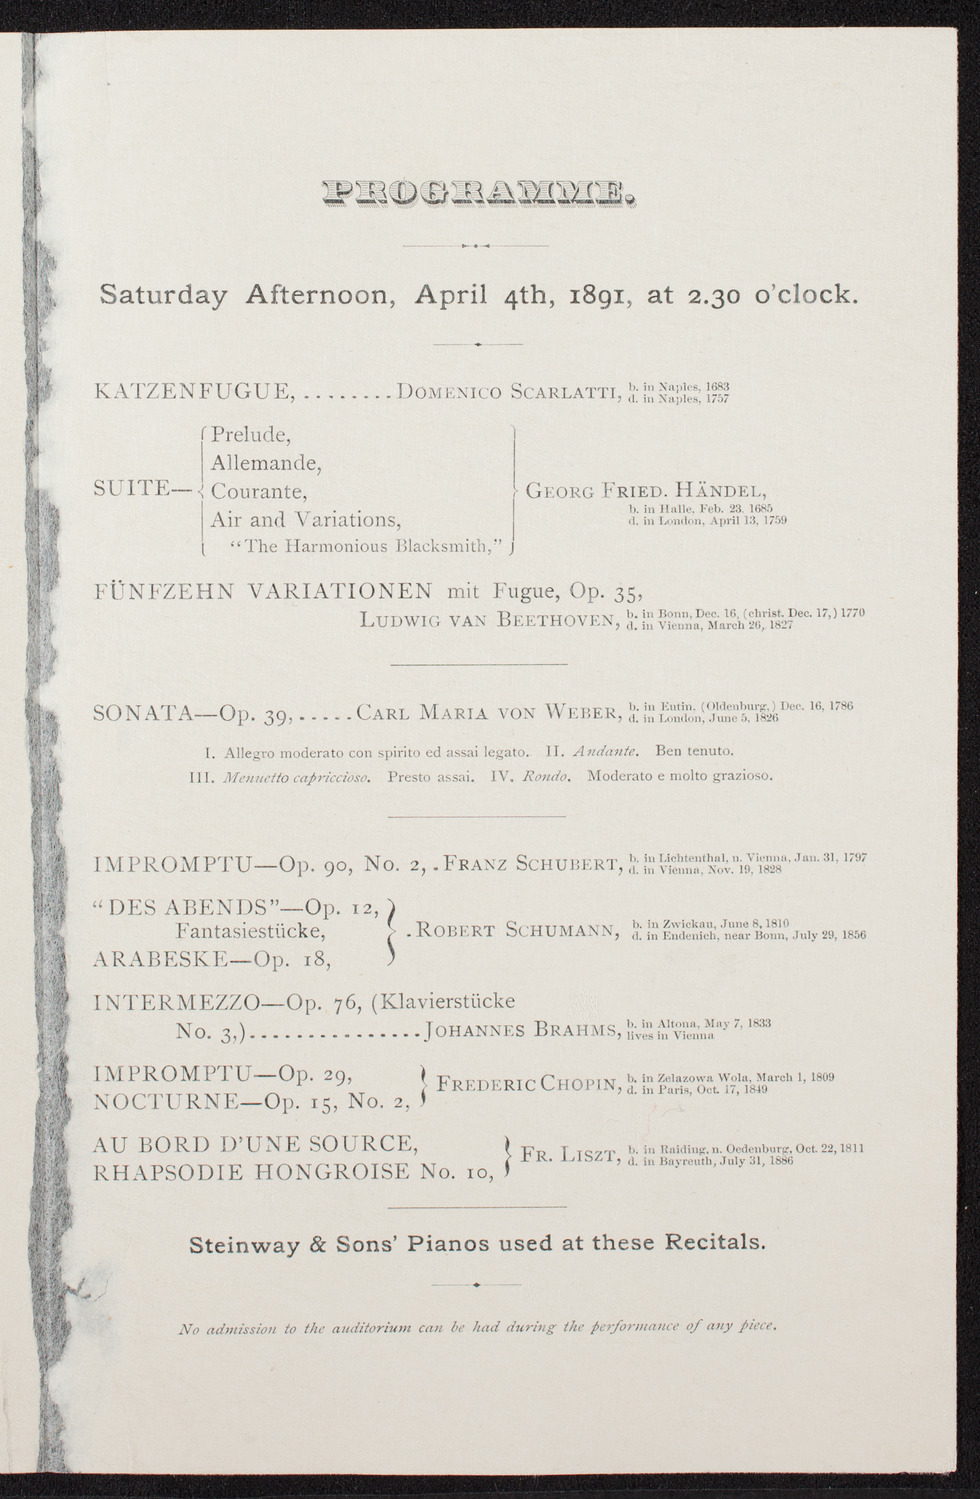 PROGRAMME.
Saturday Afternoon, April 4th, 1891, at 2.30 o'clock.
KATZENFUGUE, ........ DOMENICO SCARLATTI, b. in Naples, 1683
d. in Naples, 1757
Prelude,
Allemande,
SUITE— Courante, GEORG FRIED. HÄNDEL,
b. in Halle, Feb. 23, 1685
Air and Variations, d. in London, April 13, 1759
“The Harmonious Blacksmith,”
FÜNFZEHN VARIATIONEN mit Fugue, Op. 35,
LUDWIG VAN BEETHOVEN, b. in Bonn, Dec. 16, (christ. Dec. 17,) 1770
d. in Vienna, March 26, 1827
SONATA—Op. 39, ..... CARL MARIA VON WEBER, b. in Eutin, (Oldenburg,) Dec. 16, 1786
d. in London, June 5, 1826
I. Allegro moderato con spirito ed assai legato. II. Andante. Ben tenuto.
III. Menuetto capriccioso. Presto assai. IV. Rondo. Moderato e molto grazioso.
IMPROMPTU—Op. 90, No. 2, . FRANZ SCHUBERT, b. in Lichtenthal, n. Vienna, Jan. 31, 1797
d. in Vienna, Nov. 19, 1828
“DES ABENDS”—Op. 12,
Fantasiestücke, . ROBERT SCHUMANN, b. in Zwickau, June 8, 1810
d. in Endenich, near Bonn, July 29, 1856
ARABESKE—Op. 18,
INTERMEZZO—Op. 76, (Klavierstücke
No. 3,) ............... JOHANNES BRAHMS, b. in Altona, May 7, 1833
lives in Vienna
IMPROMPTU—Op. 29,
FREDERIC CHOPIN, b. in Zelazowa Wola, March 1, 1809
d. in Paris, Oct. 17, 1849
NOCTURNE—Op. 15, No. 2,
AU BORD D'UNE SOURCE,
FR. LISZT, b. in Raiding, n. Oedenburg, Oct. 22, 1811
d. in Bayreuth, July 31, 1886
RHAPSODIE HONGROISE No. 10,
Steinway & Sons' Pianos used at these Recitals.
No admission to the auditorium can be had during the performance of any piece.